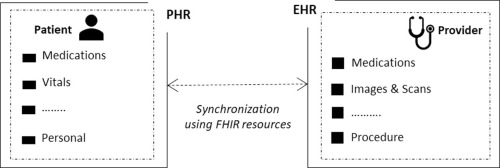 PHR
EHR
Patient
Medications
Vitals
........
Personal
Synchronization
using FHIR resources
Provider
Medications
Images & Scans
..........
Procedure